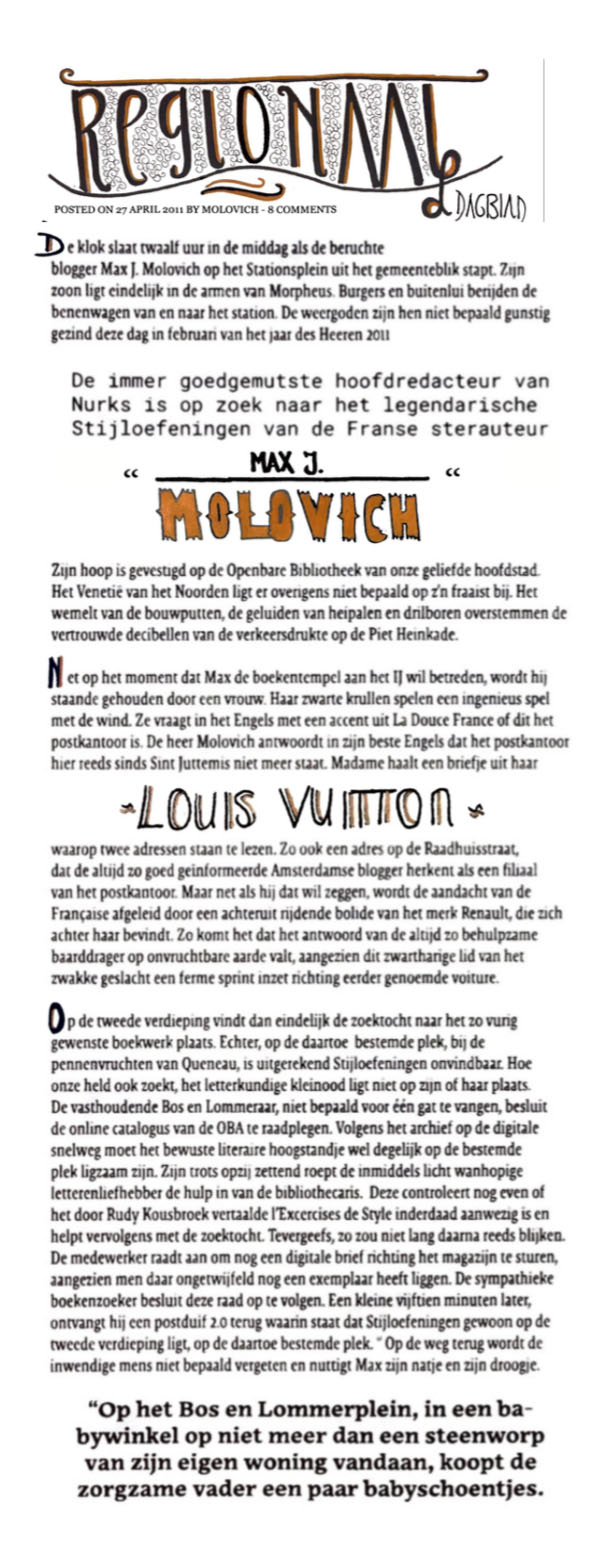 Regionaal
Dagblad
POSTED ON 27 APRIL 2011 BY MOLOVICH - 8 COMMENTS
De klok slaat twaalf uur in de middag als de beruchte
blogger Max J. Molovich op het Stationsplein uit het gemeenteblik stapt. Zijn
zoon ligt eindelijk in de armen van Morpheus. Burgers en buitenlui berijden de
benenwagen van en naar het station. De weergoden zijn hen niet bepaald gunstig
gezind deze dag in februari van het jaar des Heeren 2011
De immer goedgemutste hoofdredacteur van
Nurks is op zoek naar het legendarische
Stijloefeningen van de Franse sterauteur
“ MAX J. “
MOLOVICH
Zijn hoop is gevestigd op de Openbare Bibliotheek van onze geliefde hoofdstad.
Het Venetië van het Noorden ligt er overigens niet bepaald op z'n fraaist bij. Het
wemelt van de bouwputten, de geluiden van heipalen en drilboren overstemmen de
vertrouwde decibellen van de verkeersdrukte op de Piet Heinkade.
Net op het moment dat Max de boekentempel aan het IJ wil betreden, wordt hij
staande gehouden door een vrouw. Haar zwarte krullen spelen een ingenieus spel
met de wind. Ze vraagt in het Engels met een accent uit La Douce France of dit het
postkantoor is. De heer Molovich antwoordt in zijn beste Engels dat het postkantoor
hier reeds sinds Sint Juttemis niet meer staat. Madame haalt een briefje uit haar
~LOUIS VUITTON~
waarop twee adressen staan te lezen. Zo ook een adres op de Raadhuisstraat,
dat de altijd zo goed geïnformeerde Amsterdamse blogger herkent als een filiaal
van het postkantoor. Maar net als hij dat wil zeggen, wordt de aandacht van de
Française afgeleid door een achteruit rijdende bolide van het merk Renault, die zich
achter haar bevindt. Zo komt het dat het antwoord van de altijd zo behulpzame
baarddrager op onvruchtbare aarde valt, aangezien dit zwartharige lid van het
zwakke geslacht een ferme sprint inzet richting eerder genoemde voiture.
Op de tweede verdieping vindt dan eindelijk de zoektocht naar het zo vurig
gewenste boekwerk plaats. Echter, op de daartoe bestemde plek, bij de
pennenvruchten van Queneau, is uitgerekend Stijloefeningen onvindbaar. Hoe
onze held ook zoekt, het letterkundige kleinood ligt niet op zijn of haar plaats.
De vasthoudende Bos en Lommeraar, niet bepaald voor één gat te vangen, besluit
de online catalogus van de OBA te raadplegen. Volgens het archief op de digitale
snelweg moet het bewuste literaire hoogstandje wel degelijk op de bestemde
plek ligzaam zijn. Zijn trots opzij zettend roept de inmiddels licht wanhopige
letterenliefhebber de hulp in van de bibliothecaris. Deze controleert nog even of
het door Rudy Kousbroek vertaalde l'Excercises de Style inderdaad aanwezig is en
helpt vervolgens met de zoektocht. Tevergeefs, zo zou niet lang daarna reeds blijken.
De medewerker raadt aan om nog een digitale brief richting het magazijn te sturen,
aangezien men daar ongetwijfeld nog een exemplaar heeft liggen. De sympathieke
boekenzoeker besluit deze raad op te volgen. Een kleine vijftien minuten later,
ontvangt hij een postduif 2.0 terug waarin staat dat Stijloefeningen gewoon op de
tweede verdieping ligt, op de daartoe bestemde plek. “ Op de weg terug wordt de
inwendige mens niet bepaald vergeten en nuttigt Max zijn natje en zijn droogje.
“Op het Bos en Lommerplein, in een ba-
bywinkel op niet meer dan een steenworp
van zijn eigen woning vandaan, koopt de
zorgzame vader een paar babyschoentjes.